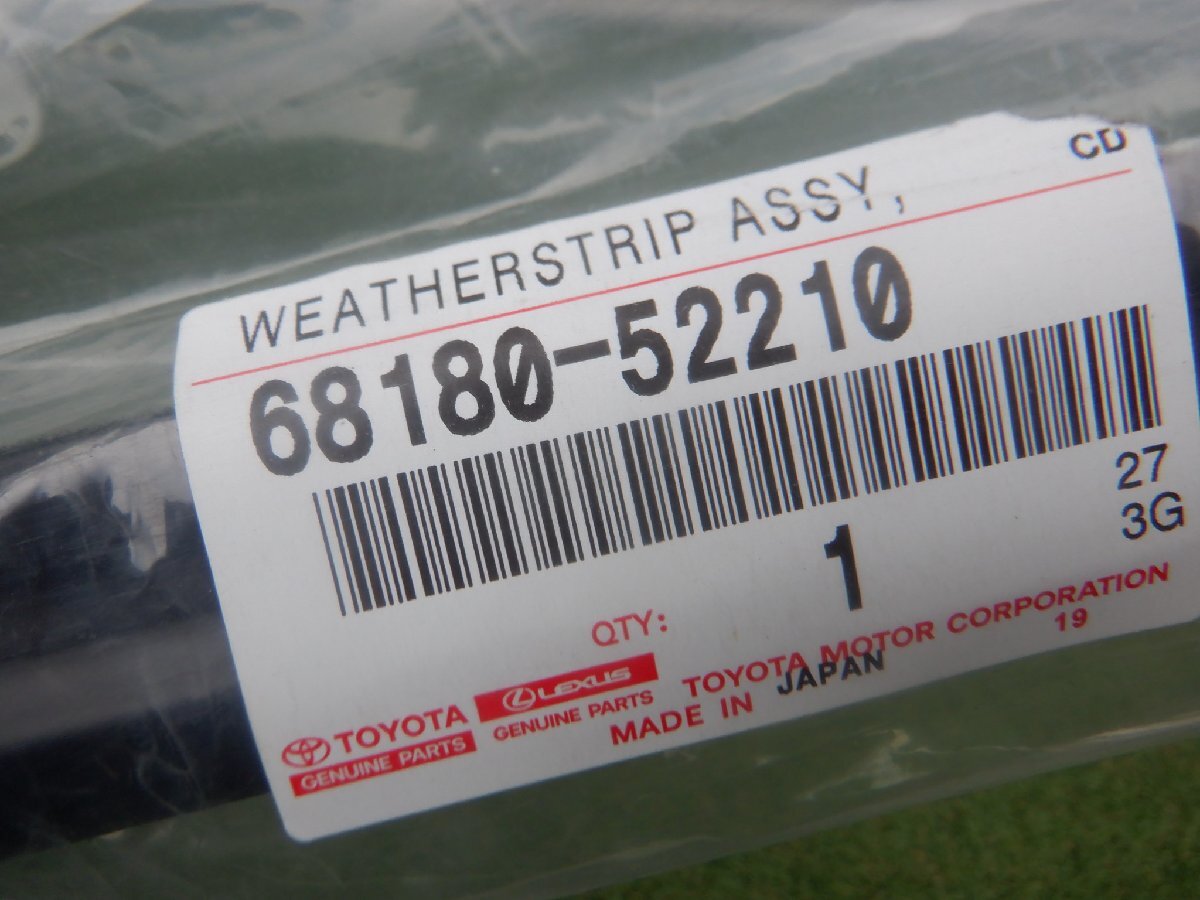 CD
WEATHERSTRIP ASSY,
68180-52210
27
3G
1
QTY:
TOYOTA
GENUINE PARTS
LEXUS
GENUINE PARTS
TOYOTA MOTOR CORPORATION
19
MADE IN JAPAN